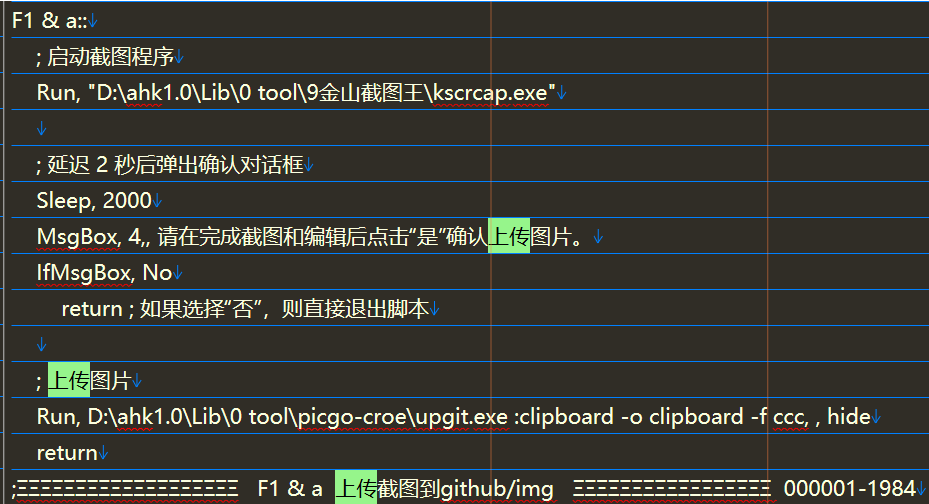 F1 & a::↓
; 启动截图程序↓
Run, "D:\ahk1.0\Lib\0 tool\9金山截图王\kscrcap.exe"↓
↓
; 延迟 2 秒后弹出确认对话框↓
Sleep, 2000↓
MsgBox, 4,, 请在完成截图和编辑后点击“是”确认上传图片。↓
IfMsgBox, No↓
return ; 如果选择“否”，则直接退出脚本↓
↓
; 上传图片↓
Run, D:\ahk1.0\Lib\0 tool\picgo-croe\upgit.exe :clipboard -o clipboard -f ccc, , hide↓
return↓
;ΞΞΞΞΞΞΞΞΞΞΞΞΞΞΞ F1 & a 上传截图到github/img ΞΞΞΞΞΞΞΞΞΞΞΞΞΞ 000001-1984↓